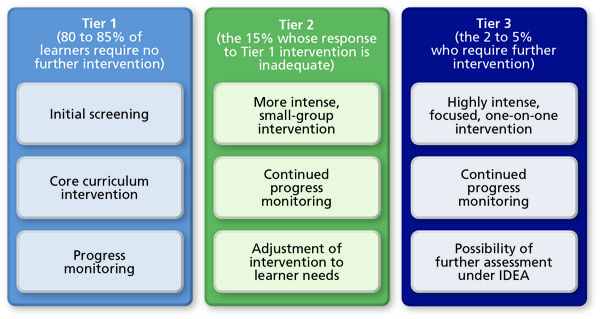 Tier 1
(80 to 85% of
learners require no
further intervention)
Initial screening
Core curriculum
intervention
Progress
monitoring
Tier 2
(the 15% whose response
to Tier 1 intervention is
inadequate)
More intense,
small-group
intervention
Continued
progress
monitoring
Adjustment of
intervention to
learner needs
Tier 3
(the 2 to 5%
who require further
intervention)
Highly intense,
focused, one-on-one
intervention
Continued
progress
monitoring
Possibility of
further assessment
under IDEA